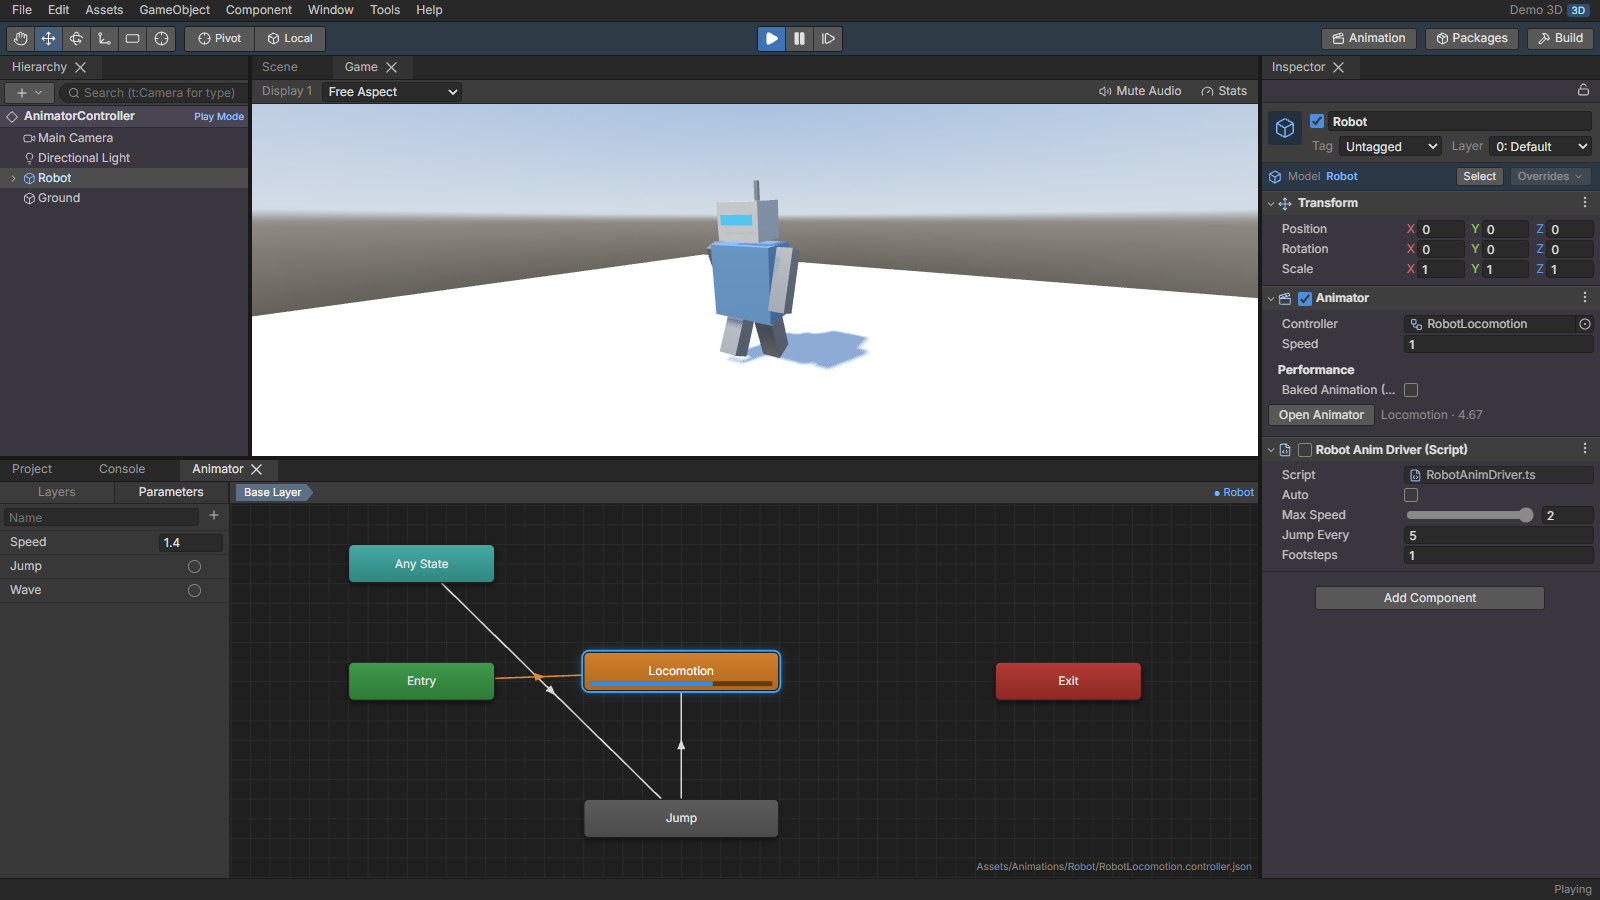 File Edit Assets GameObject Component Window Tools Help
Demo 3D 3D
Pivot Local
Animation Packages Build
Hierarchy
Scene Game
Inspector
Search (t:Camera for type)
Display 1 Free Aspect
Mute Audio Stats
AnimatorController Play Mode
Main Camera
Directional Light
Robot
Ground
Robot
Tag Untagged Layer 0: Default
Model Robot Select Overrides
Transform
Position X 0 Y 0 Z 0
Rotation X 0 Y 0 Z 0
Scale X 1 Y 1 Z 1
Animator
Controller RobotLocomotion
Speed 1
Performance
Baked Animation (...
Open Animator Locomotion · 4.67
Robot Anim Driver (Script)
Script RobotAnimDriver.ts
Auto
Max Speed 2
Jump Every 5
Footsteps 1
Add Component
Project Console Animator
Layers Parameters
Base Layer
Robot
Name
Speed 1.4
Jump
Wave
Any State
Entry
Locomotion
Exit
Jump
Assets/Animations/Robot/RobotLocomotion.controller.json
Playing